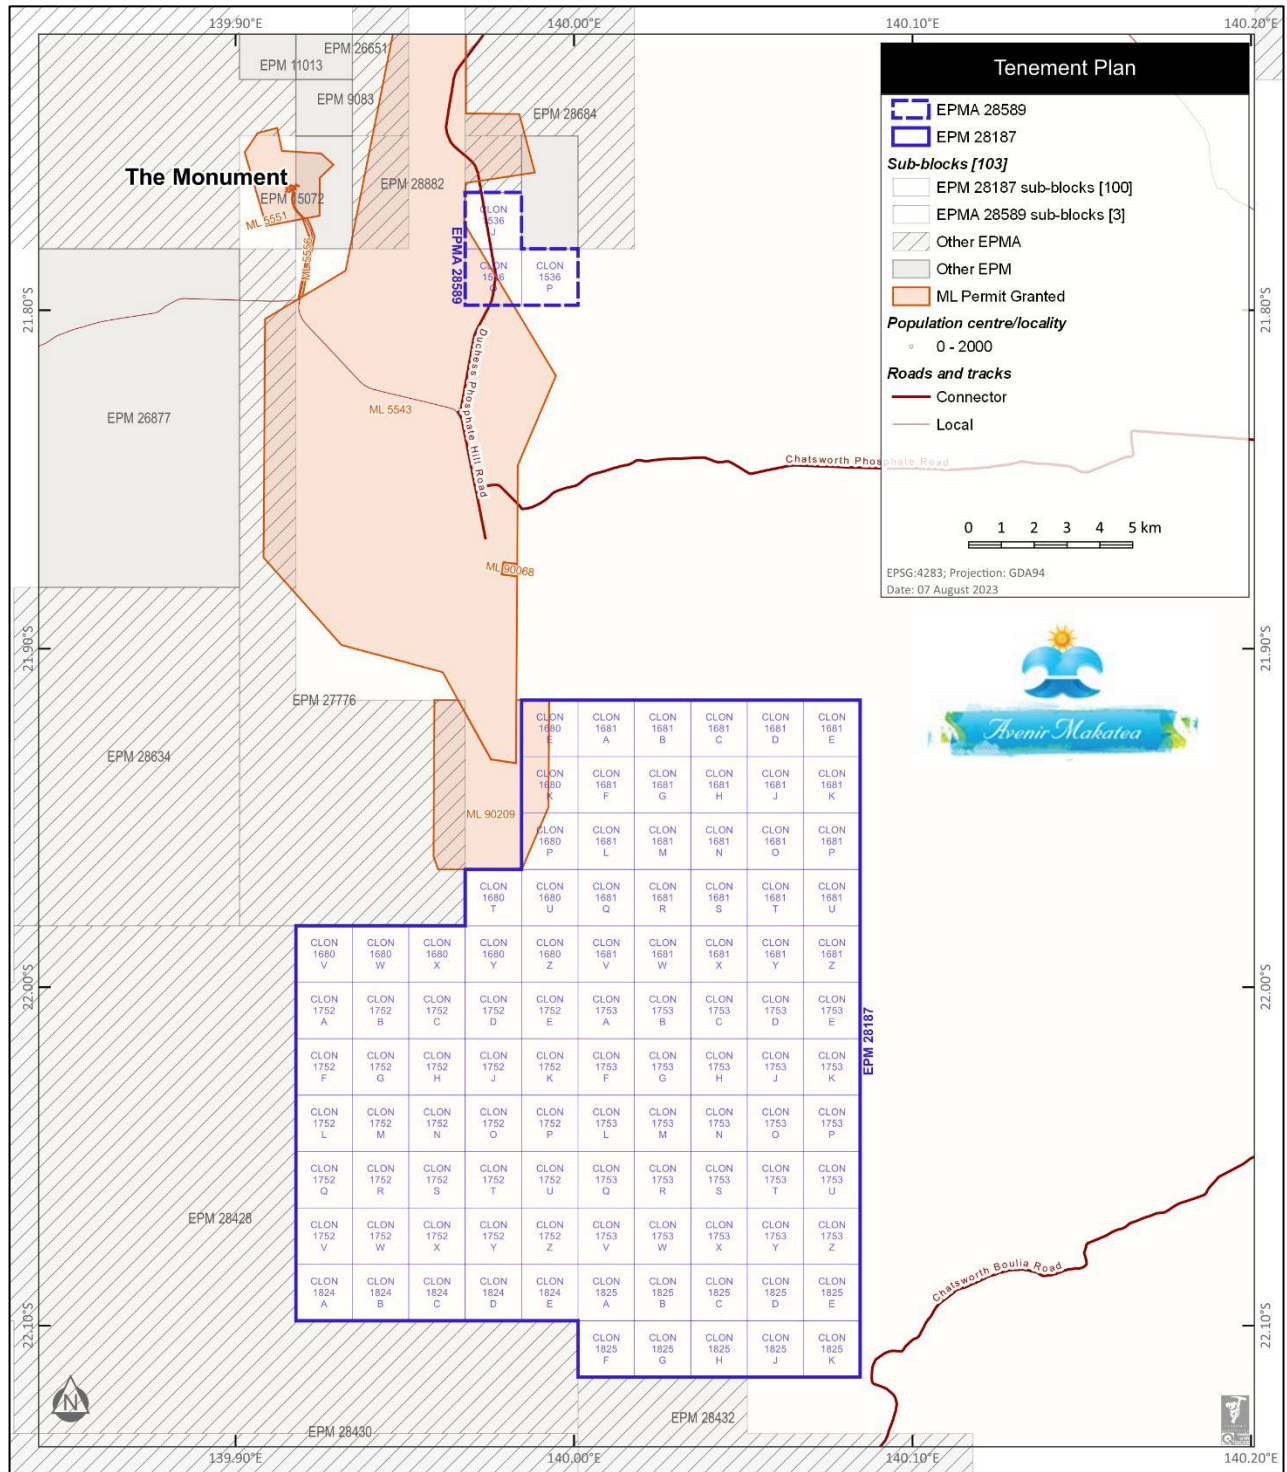 139.90°E
140.00°E
140.10°E
140.20°E
Tenement Plan
EPMA 28589
EPM 28187
Sub-blocks [103]
EPM 28187 sub-blocks [100]
EPMA 28589 sub-blocks [3]
Other EPMA
Other EPM
ML Permit Granted
Population centre/locality
0 - 2000
Roads and tracks
Connector
Local
0 1 2 3 4 5 km
EPSG:4283; Projection: GDA94
Date: 07 August 2023
Avenir Makatea
EPM 26651
EPM 11013
EPM 9083
EPM 28684
The Monument
EPM 15072
EPM 28882
ML 5551
ML 5556
CLON 1536 J
EPMA 28589
CLON 1536 O
CLON 1536 P
21.80°S
21.80°S
Duchess Phosphate Hill Road
EPM 26877
ML 5543
Chatsworth Phosphate Road
ML 90068
21.90°S
21.90°S
EPM 27776
EPM 28634
ML 90209
CLON 1680 E
CLON 1681 A
CLON 1681 B
CLON 1681 C
CLON 1681 D
CLON 1681 E
CLON 1680 K
CLON 1681 F
CLON 1681 G
CLON 1681 H
CLON 1681 J
CLON 1681 K
CLON 1680 P
CLON 1681 L
CLON 1681 M
CLON 1681 N
CLON 1681 O
CLON 1681 P
CLON 1680 T
CLON 1680 U
CLON 1681 Q
CLON 1681 R
CLON 1681 S
CLON 1681 T
CLON 1681 U
CLON 1680 V
CLON 1680 W
CLON 1680 X
CLON 1680 Y
CLON 1680 Z
CLON 1681 V
CLON 1681 W
CLON 1681 X
CLON 1681 Y
CLON 1681 Z
22.00°S
22.00°S
CLON 1752 A
CLON 1752 B
CLON 1752 C
CLON 1752 D
CLON 1752 E
CLON 1753 A
CLON 1753 B
CLON 1753 C
CLON 1753 D
CLON 1753 E
EPM 28187
CLON 1752 F
CLON 1752 G
CLON 1752 H
CLON 1752 J
CLON 1752 K
CLON 1753 F
CLON 1753 G
CLON 1753 H
CLON 1753 J
CLON 1753 K
CLON 1752 L
CLON 1752 M
CLON 1752 N
CLON 1752 O
CLON 1752 P
CLON 1753 L
CLON 1753 M
CLON 1753 N
CLON 1753 O
CLON 1753 P
CLON 1752 Q
CLON 1752 R
CLON 1752 S
CLON 1752 T
CLON 1752 U
CLON 1753 Q
CLON 1753 R
CLON 1753 S
CLON 1753 T
CLON 1753 U
EPM 28428
CLON 1752 V
CLON 1752 W
CLON 1752 X
CLON 1752 Y
CLON 1752 Z
CLON 1753 V
CLON 1753 W
CLON 1753 X
CLON 1753 Y
CLON 1753 Z
CLON 1824 A
CLON 1824 B
CLON 1824 C
CLON 1824 D
CLON 1824 E
CLON 1825 A
CLON 1825 B
CLON 1825 C
CLON 1825 D
CLON 1825 E
Chatsworth Boulia Road
22.10°S
22.10°S
CLON 1825 F
CLON 1825 G
CLON 1825 H
CLON 1825 J
CLON 1825 K
N
EPM 28430
EPM 28432
139.90°E
140.00°E
140.10°E
140.20°E